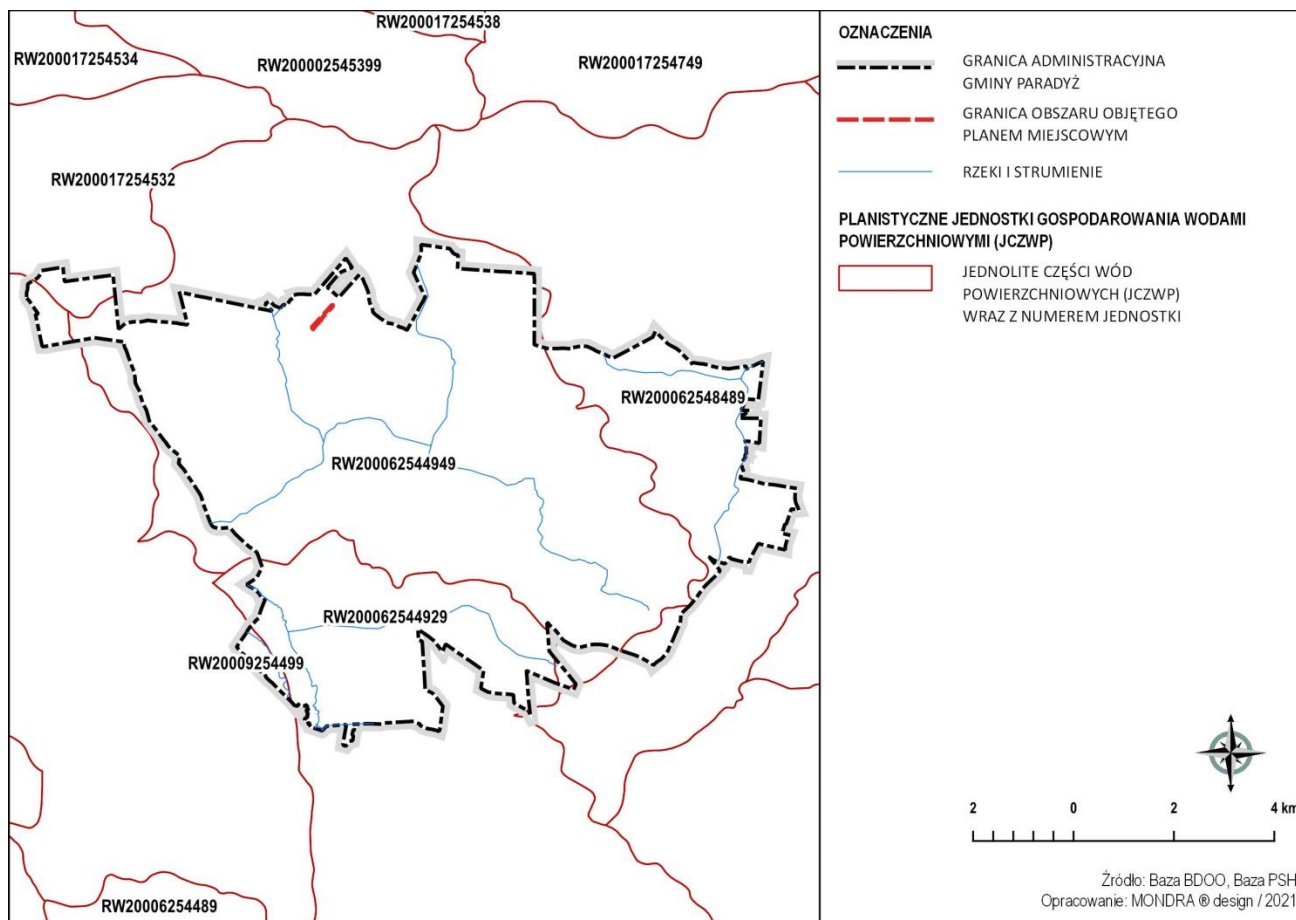 RW200017254538
RW200017254534
RW200002545399
RW200017254749
RW200017254532
RW200062548489
RW200062544949
RW200062544929
RW20009254499
RW20006254489
OZNACZENIA
GRANICA ADMINISTRACYJNA
GMINY PARADYŻ
GRANICA OBSZARU OBJĘTEGO
PLANEM MIEJSCOWYM
RZEKI I STRUMIENIE
PLANISTYCZNE JEDNOSTKI GOSPODAROWANIA WODAMI
POWIERZCHNIOWYMI (JCZWP)
JEDNOLITE CZĘŚCI WÓD
POWIERZCHNIOWYCH (JCZWP)
WRAZ Z NUMEREM JEDNOSTKI
2 0 2 4 km
Źródło: Baza BDOO, Baza PSH
Opracowanie: MONDRA ® design / 2021